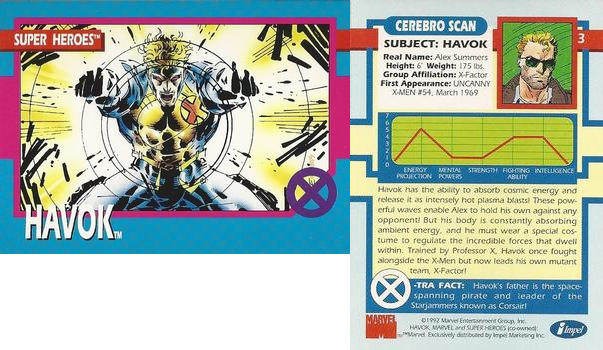 SUPER HEROES™
HAVOK™
CEREBRO SCAN
3
SUBJECT: HAVOK
Real Name: Alex Summers
Height: 6' Weight: 175 lbs.
Group Affiliation: X-Factor
First Appearance: UNCANNY
X-MEN #54, March 1969
7
6
5
4
3
2
1
0
ENERGY PROJECTION
MENTAL POWERS
STRENGTH
FIGHTING ABILITY
INTELLIGENCE
Havok has the ability to absorb cosmic energy and
release it as intensely hot plasma blasts! These pow-
erful waves enable Alex to hold his own against any
opponent! But his body is constantly absorbing
ambient energy, and he must wear a special cos-
tume to regulate the incredible forces that dwell
within. Trained by Professor X, Havok once fought
alongside the X-Men but now leads his own mutant
team, X-Factor!
X-TRA FACT: Havok's father is the space-
spanning pirate and leader of the
Starjammers known as Corsair!
©1992 Marvel Entertainment Group, Inc.
HAVOK, MARVEL and SUPER HEROES (co-owned):
™Marvel. Exclusively distributed by Impel Marketing Inc.
MARVEL
impel